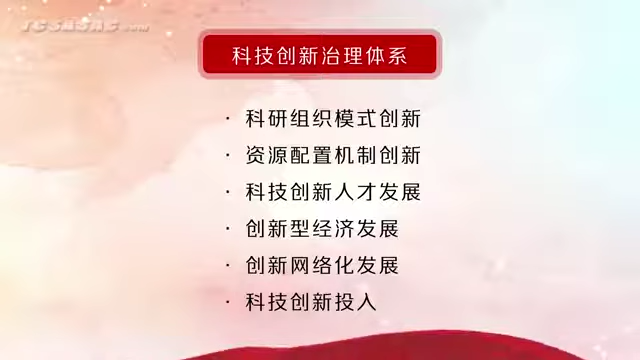 科技创新治理体系
· 科研组织模式创新
· 资源配置机制创新
· 科技创新人才发展
· 创新型经济发展
· 创新网络化发展
· 科技创新投入